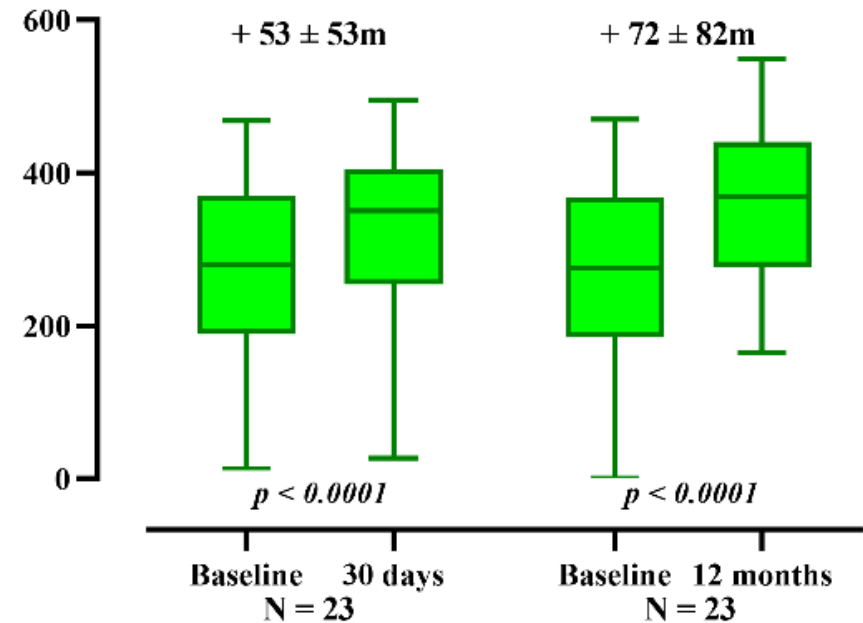 600
+ 53 ± 53m
+ 72 ± 82m
400
200
0
p < 0.0001
p < 0.0001
Baseline
30 days
Baseline
12 months
N = 23
N = 23